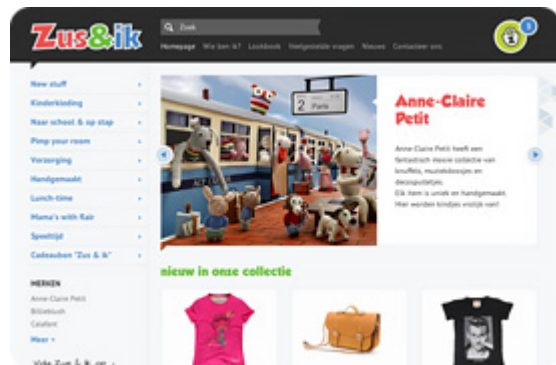 Zus&ik
Zoek
3
Homepage Wie ben ik? Lookbook Veelgestelde vragen Nieuws Contacteer ons
New stuff
Kinderkleding
Naar school & op stap
Pimp your room
Verzorging
Handgemaakt
Lunch-time
Mama's with flair
Speeltijd
Cadeaubon "Zus & Ik"
MERKEN
Anne-Claire Petit
Billieblush
Catafant
Meer
2 Paris
Anne-Claire
Petit
Anne-Claire Petit heeft een
fantastisch mooie collectie van
knuffels, muziekdoosjes en
decospulletjes.
Elk item is uniek en handgemaakt.
Hier worden kindjes vrolijk van!
nieuw in onze collectie